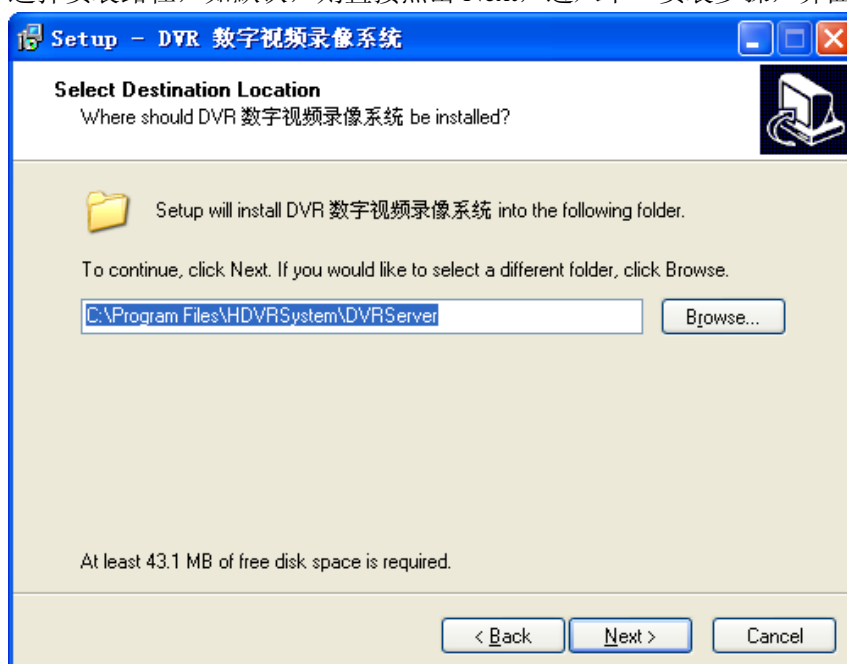 Setup - DVR 数字视频录像系统
Select Destination Location
Where should DVR 数字视频录像系统 be installed?
Setup will install DVR 数字视频录像系统 into the following folder.
To continue, click Next. If you would like to select a different folder, click Browse.
C:\Program Files\HDVRSystem\DVRServer
Browse...
At least 43.1 MB of free disk space is required.
< Back
Next >
Cancel